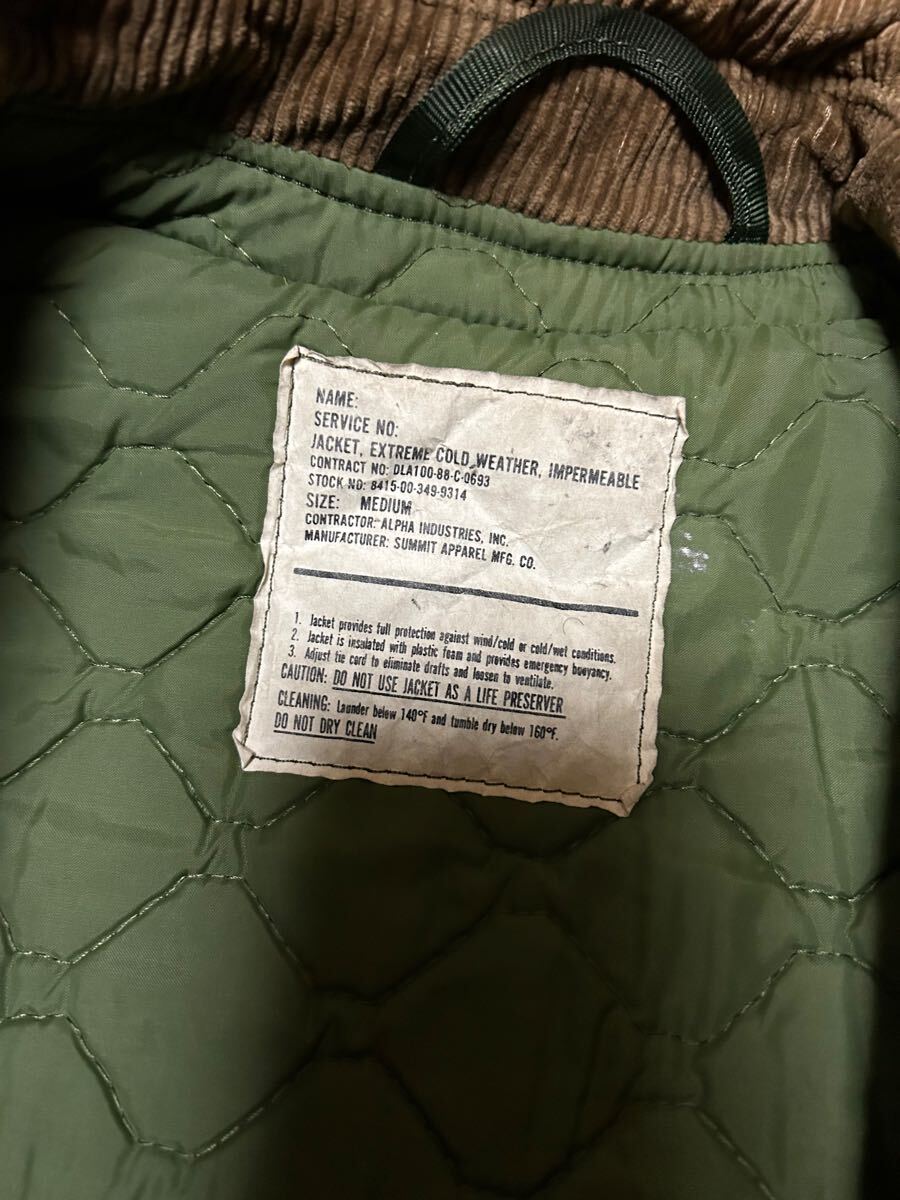 NAME:
SERVICE NO:
JACKET, EXTREME COLD WEATHER, IMPERMEABLE
CONTRACT NO: DLA100-88-C-0693
STOCK NO: 8415-00-349-9314
SIZE: MEDIUM
CONTRACTOR: ALPHA INDUSTRIES, INC.
MANUFACTURER: SUMMIT APPAREL MFG. CO.
1. Jacket provides full protection against wind/cold or cold/wet conditions.
2. Jacket is insulated with plastic foam and provides emergency buoyancy.
3. Adjust tie cord to eliminate drafts and loosen to ventilate.
CAUTION: DO NOT USE JACKET AS A LIFE PRESERVER
CLEANING: Launder below 140°F and tumble dry below 160°F.
DO NOT DRY CLEAN